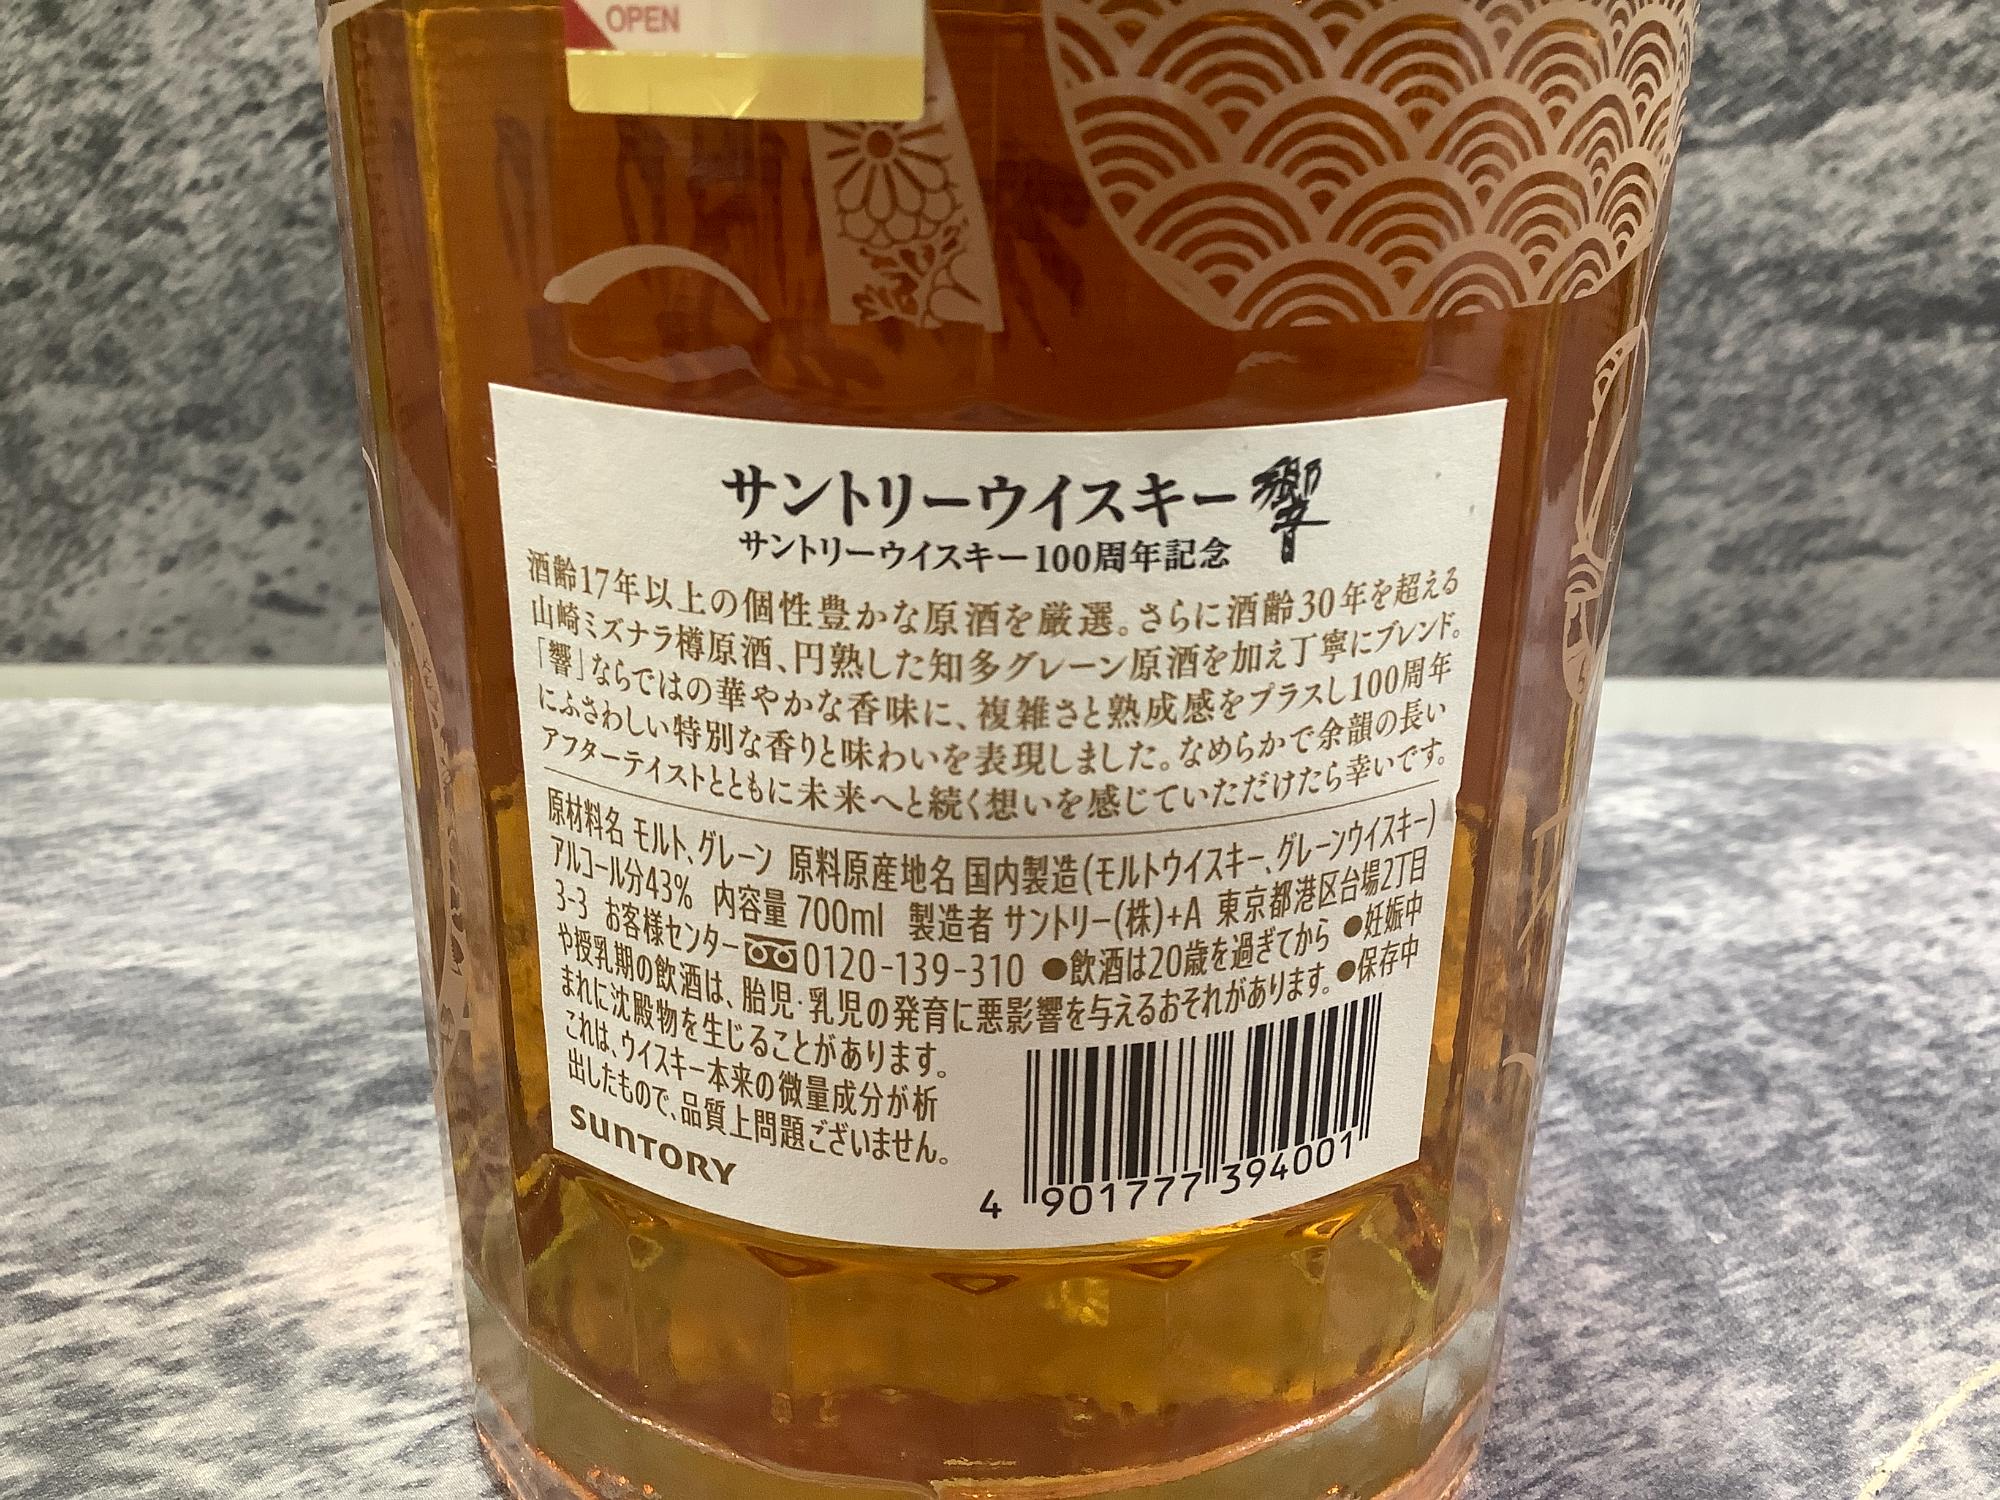 OPEN
サントリーウイスキー 響
サントリーウイスキー100周年記念
酒齢17年以上の個性豊かな原酒を厳選。さらに酒齢30年を超える
山崎ミズナラ樽原酒、円熟した知多グレーン原酒を加え丁寧にブレンド。
「響」ならではの華やかな香味に、複雑さと熟成感をプラスし100周年
にふさわしい特別な香りと味わいを表現しました。なめらかで余韻の長い
アフターテイストとともに未来へと続く想いを感じていただけたら幸いです。
原材料名 モルト、グレーン 原料原産地名 国内製造(モルトウイスキー、グレーンウイスキー)
アルコール分43% 内容量 700ml 製造者 サントリー(株)+A 東京都港区台場2丁目
3-3 お客様センター 0120-139-310 ●飲酒は20歳を過ぎてから ●妊娠中
や授乳期の飲酒は、胎児・乳児の発育に悪影響を与えるおそれがあります。●保存中
まれに沈殿物を生じることがあります。
これは、ウイスキー本来の微量成分が析
出したもので、品質上問題ございません。
SUNTORY
4 901777 394001